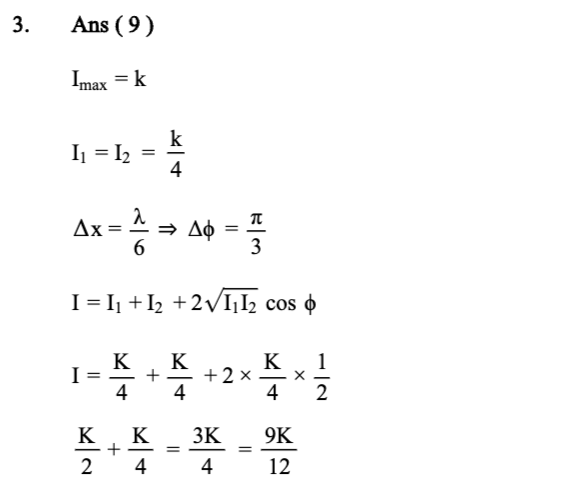 3. Ans ( 9 )
Imax = k
I1 = I2 = k/4
Δx = λ/6 ⇒ Δϕ = π/3
I = I1 + I2 + 2√I1I2 cos ϕ
I = K/4 + K/4 + 2 × K/4 × 1/2
K/2 + K/4 = 3K/4 = 9K/12